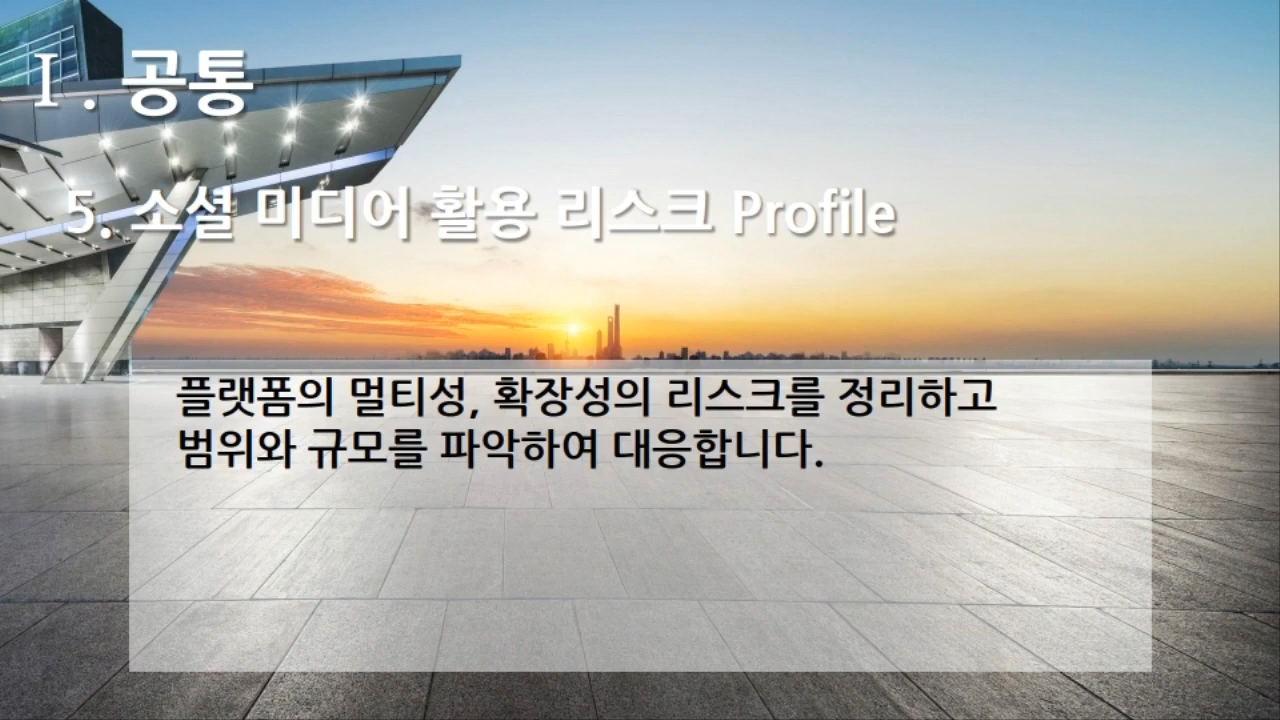 Ⅰ. 공통
5. 소셜 미디어 활용 리스크 Profile
플랫폼의 멀티성, 확장성의 리스크를 정리하고
범위와 규모를 파악하여 대응합니다.